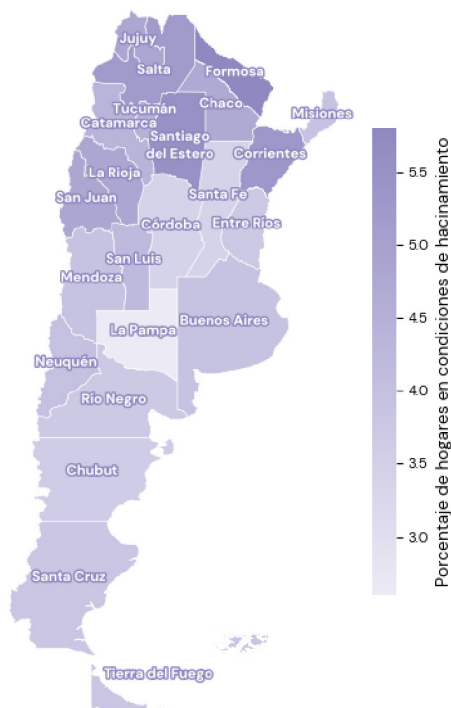 Jujuy
Salta
Formosa
Tucumán
Chaco
Catamarca
Misiones
Santiago
del Estero
Corrientes
La Rioja
Santa Fe
San Juan
Córdoba
Entre Ríos
San Luis
Mendoza
La Pampa
Buenos Aires
Neuquén
Río Negro
Chubut
Santa Cruz
Tierra del Fuego
5.5
5.0
4.5
4.0
3.5
3.0
Porcentaje de hogares en condiciones de hacinamiento